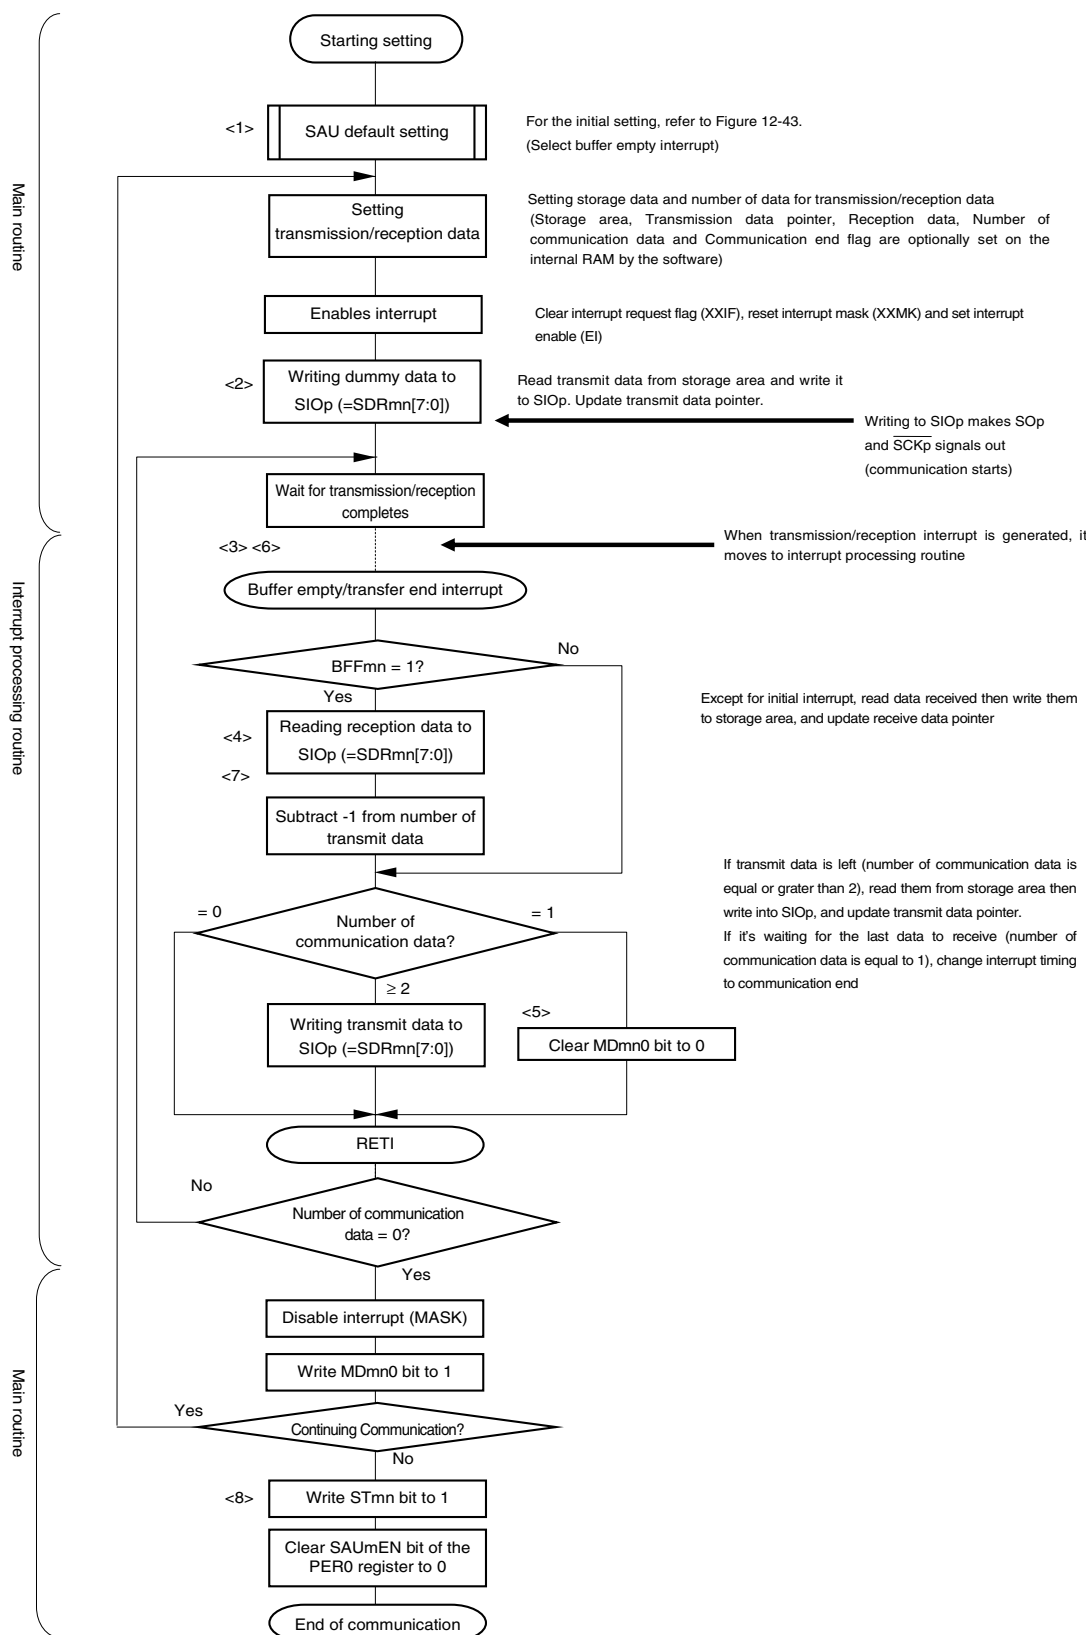 Starting setting
<1>
SAU default setting
For the initial setting, refer to Figure 12-43.
(Select buffer empty interrupt)
Main routine
Setting
transmission/reception data
Setting storage data and number of data for transmission/reception data
(Storage area, Transmission data pointer, Reception data, Number of
communication data and Communication end flag are optionally set on the
internal RAM by the software)
Enables interrupt
Clear interrupt request flag (XXIF), reset interrupt mask (XXMK) and set interrupt
enable (EI)
<2>
Writing dummy data to
SIOp (=SDRmn[7:0])
Read transmit data from storage area and write it
to SIOp. Update transmit data pointer.
Writing to SIOp makes SOp
and SCKp signals out
(communication starts)
Wait for transmission/reception
completes
<3> <6>
When transmission/reception interrupt is generated, it
moves to interrupt processing routine
Interrupt processing routine
Buffer empty/transfer end interrupt
BFFmn = 1?
No
Yes
<4>
Reading reception data to
SIOp (=SDRmn[7:0])
<7>
Except for initial interrupt, read data received then write them
to storage area, and update receive data pointer
Subtract -1 from number of
transmit data
= 0
Number of
communication data?
= 1
≥ 2
If transmit data is left (number of communication data is
equal or grater than 2), read them from storage area then
write into SIOp, and update transmit data pointer.
If it's waiting for the last data to receive (number of
communication data is equal to 1), change interrupt timing
to communication end
Writing transmit data to
SIOp (=SDRmn[7:0])
<5>
Clear MDmn0 bit to 0
RETI
No
Number of communication
data = 0?
Yes
Main routine
Disable interrupt (MASK)
Write MDmn0 bit to 1
Yes
Continuing Communication?
No
<8>
Write STmn bit to 1
Clear SAUmEN bit of the
PER0 register to 0
End of communication